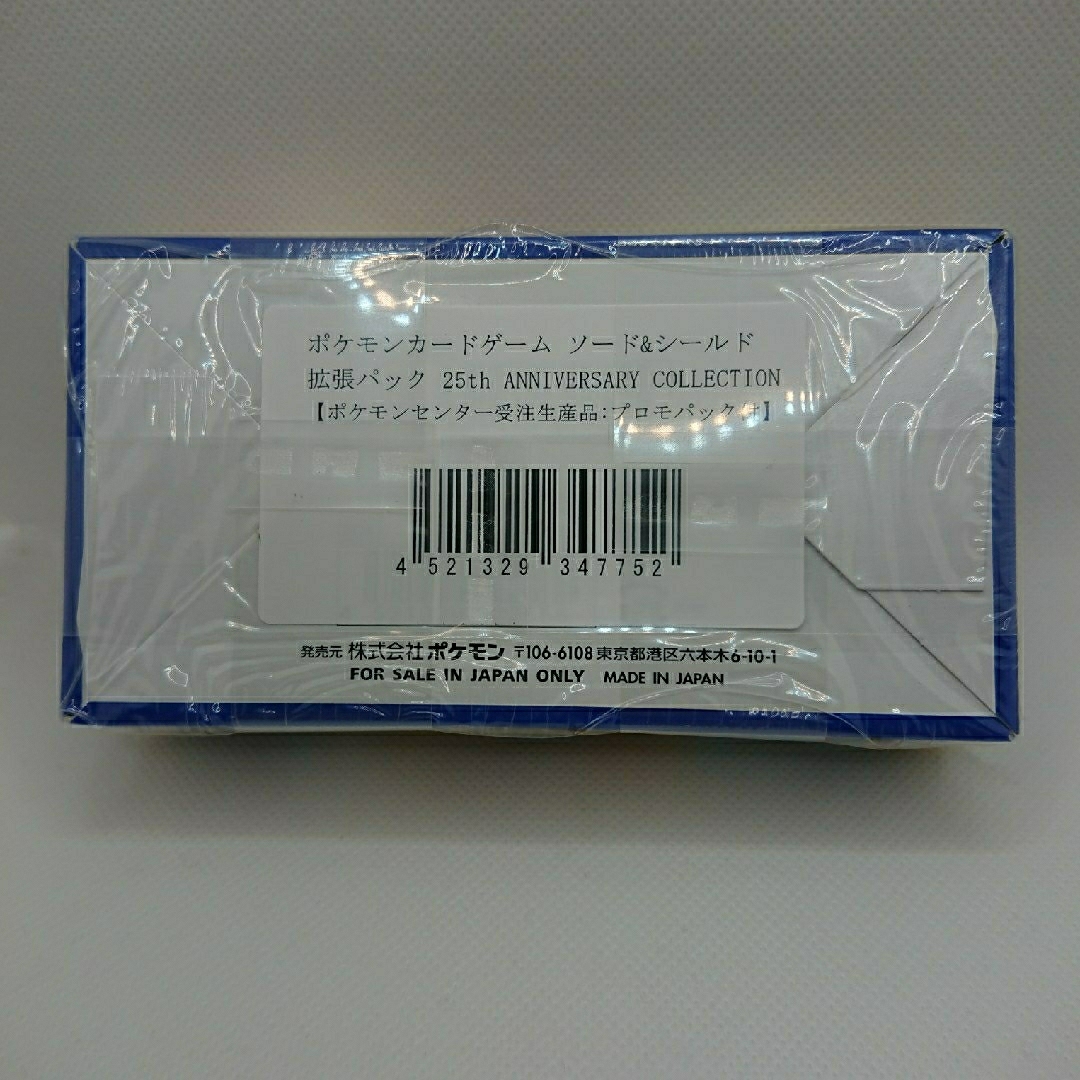 ポケモンカードゲーム ソード&シールド
拡張パック 25th ANNIVERSARY COLLECTION
【ポケモンセンター受注生産品:プロモパック付】
4 521329 347752
発売元 株式会社ポケモン 〒106-6108 東京都港区六本木6-10-1
FOR SALE IN JAPAN ONLY MADE IN JAPAN